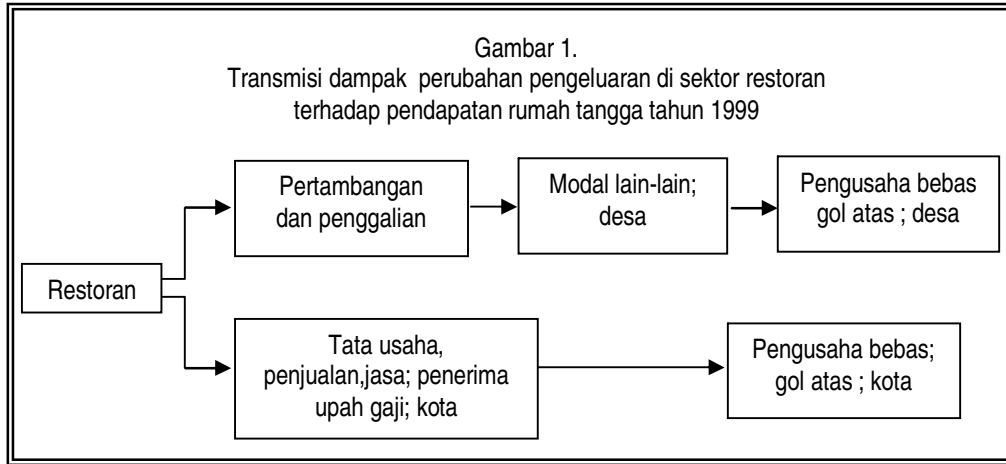 Gambar 1.
Transmisi dampak perubahan pengeluaran di sektor restoran
terhadap pendapatan rumah tangga tahun 1999
Restoran
Pertambangan
dan penggalian
Modal lain-lain;
desa
Pengusaha bebas
gol atas ; desa
Tata usaha,
penjualan,jasa; penerima
upah gaji; kota
Pengusaha bebas;
gol atas ; kota